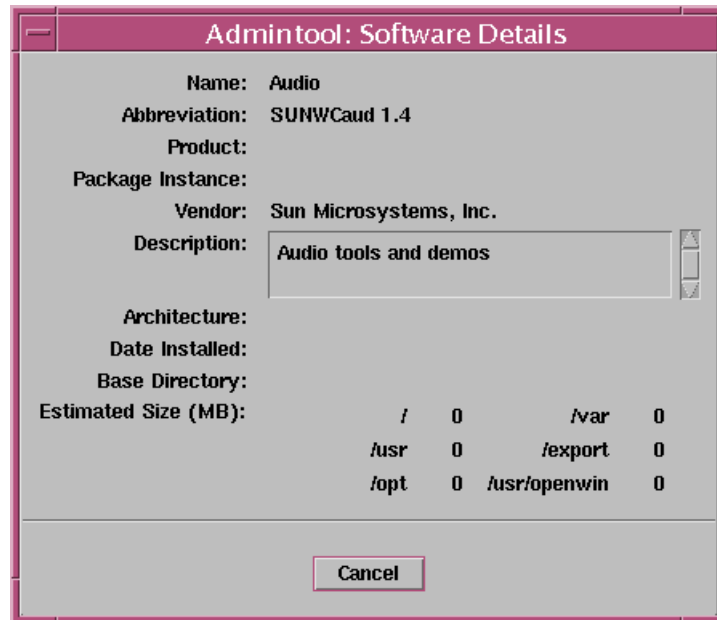 Admintool: Software Details
Name: Audio
Abbreviation: SUNWCaud 1.4
Product:
Package Instance:
Vendor: Sun Microsystems, Inc.
Description: Audio tools and demos
Architecture:
Date Installed:
Base Directory:
Estimated Size (MB): / 0 /var 0
/usr 0 /export 0
/opt 0 /usr/openwin 0
Cancel